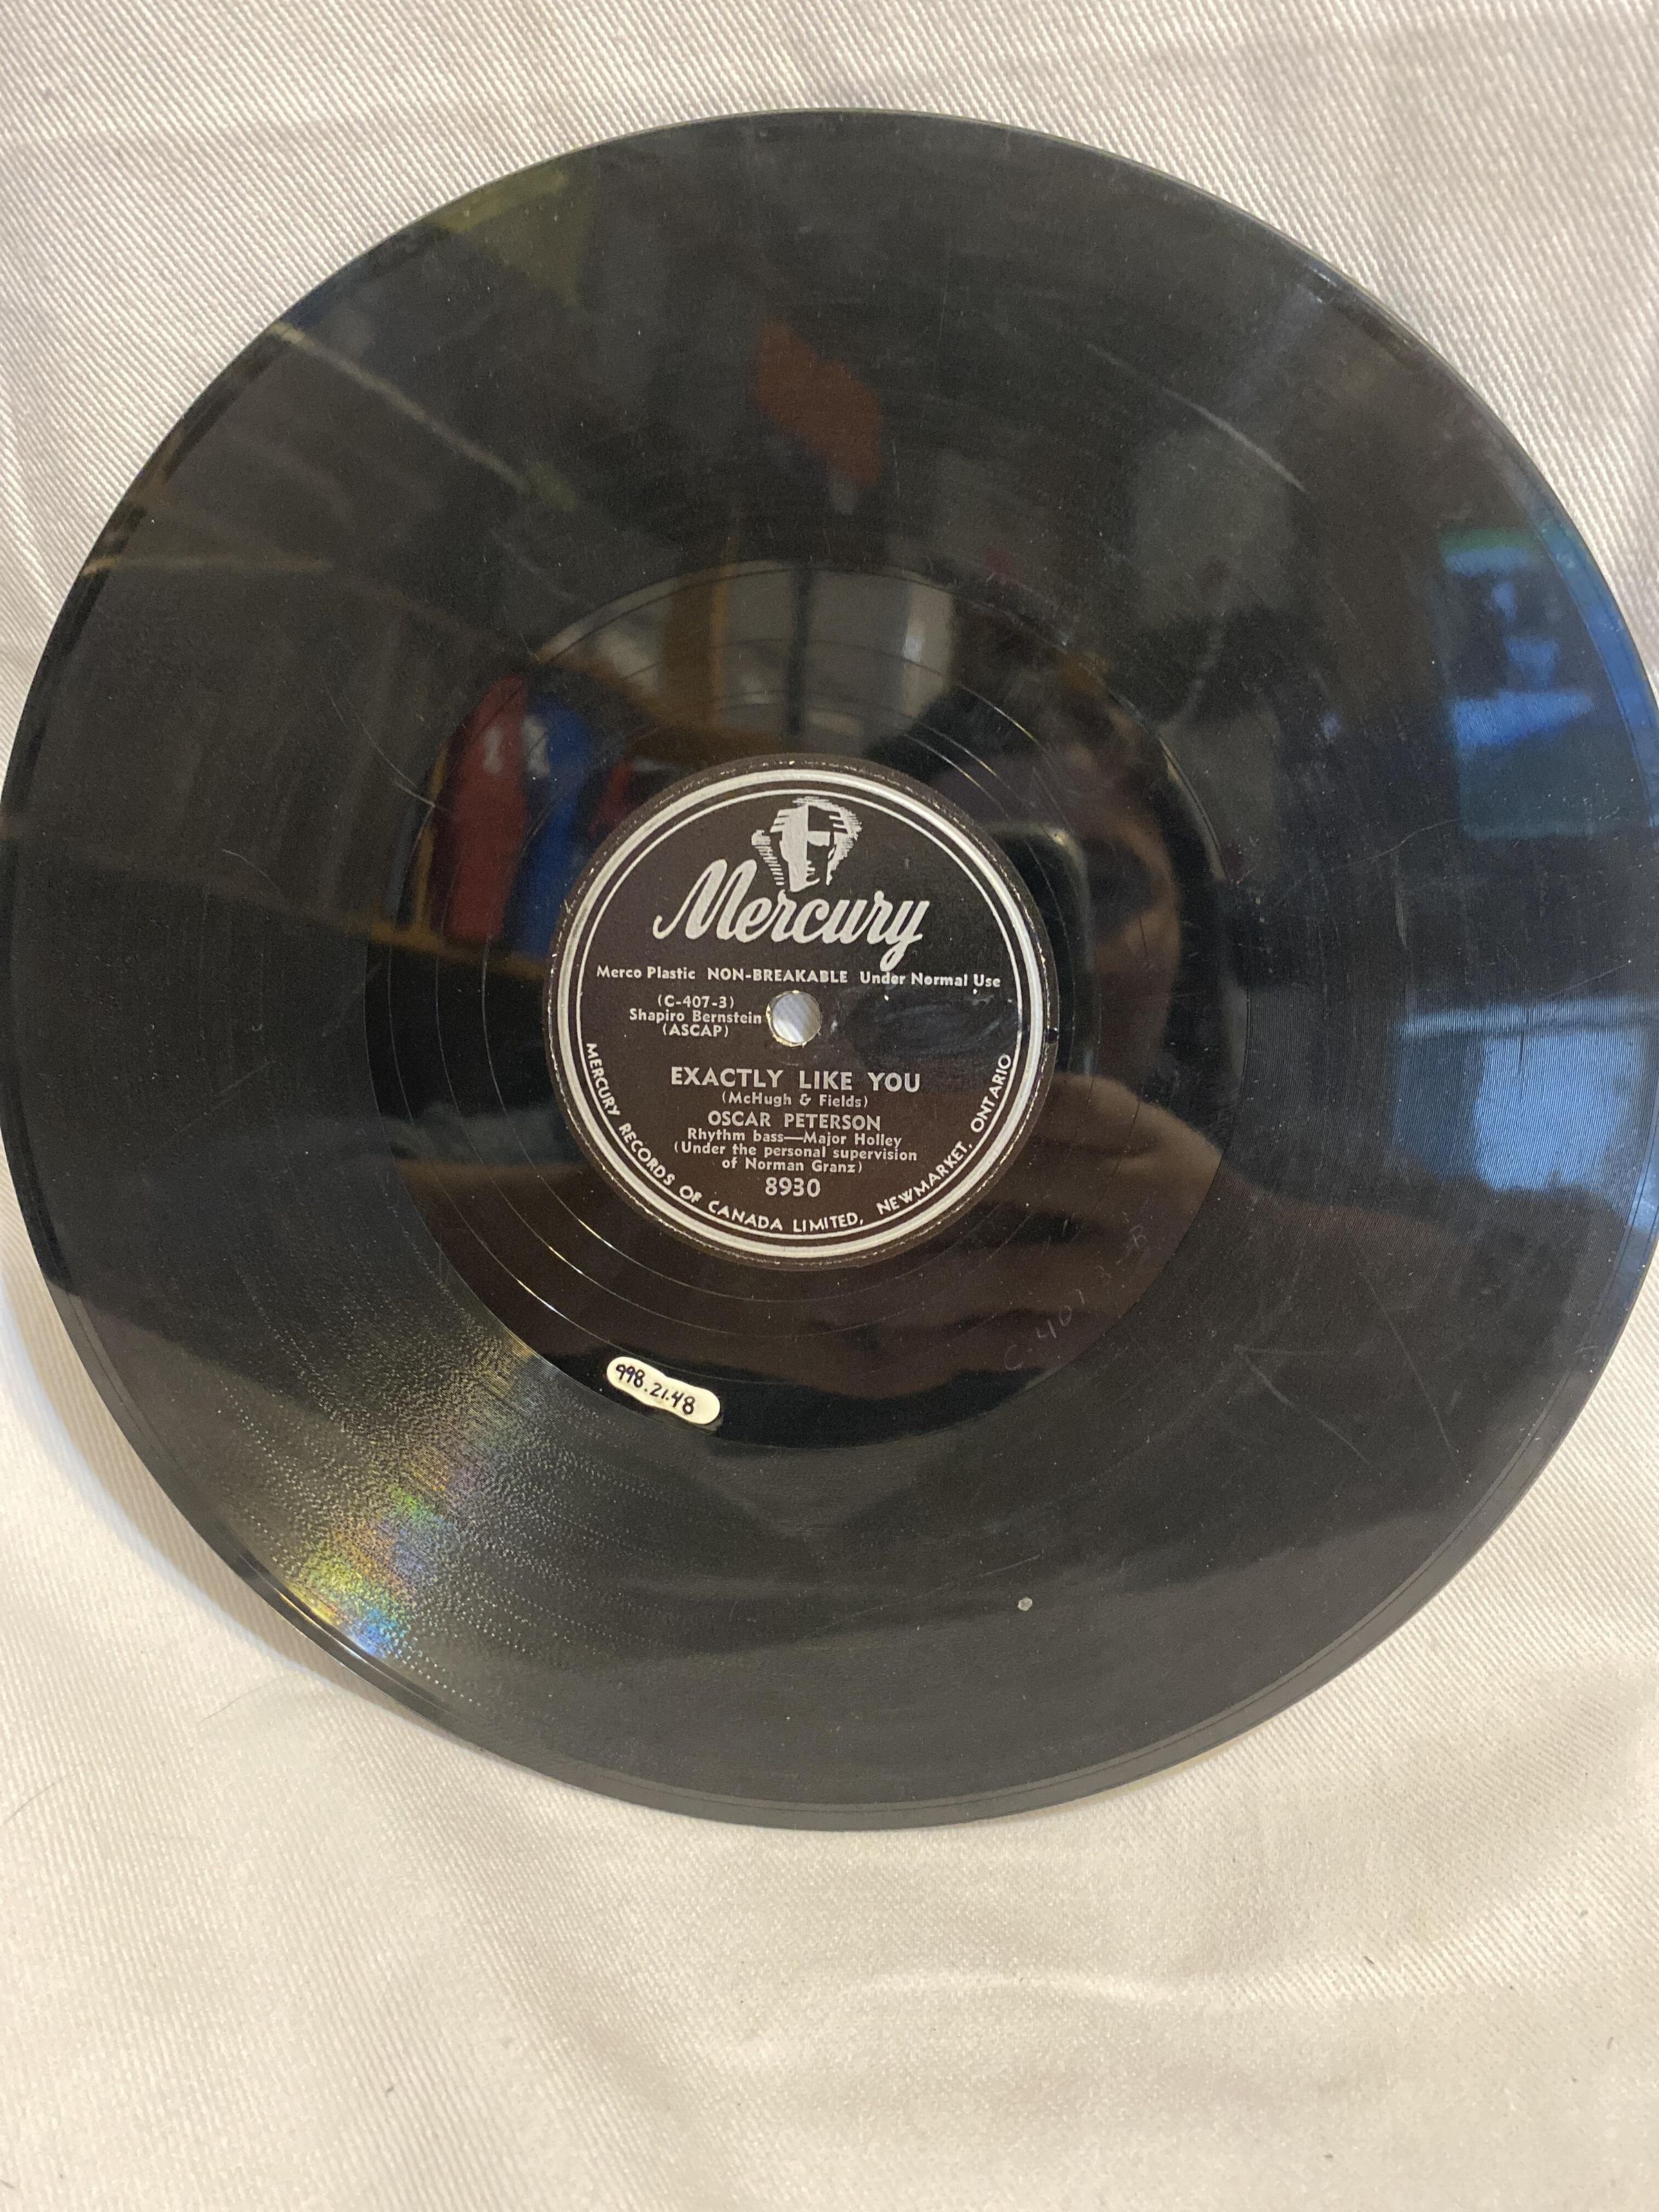 Mercury
Merco Plastic NON-BREAKABLE Under Normal Use
(C-407-3)
Shapiro Bernstein
(ASCAP)
EXACTLY LIKE YOU
(McHugh & Fields)
OSCAR PETERSON
Rhythm bass—Major Holley
(Under the personal supervision
of Norman Granz)
8930
MERCURY RECORDS OF CANADA LIMITED, NEWMARKET, ONTARIO
998.21.48